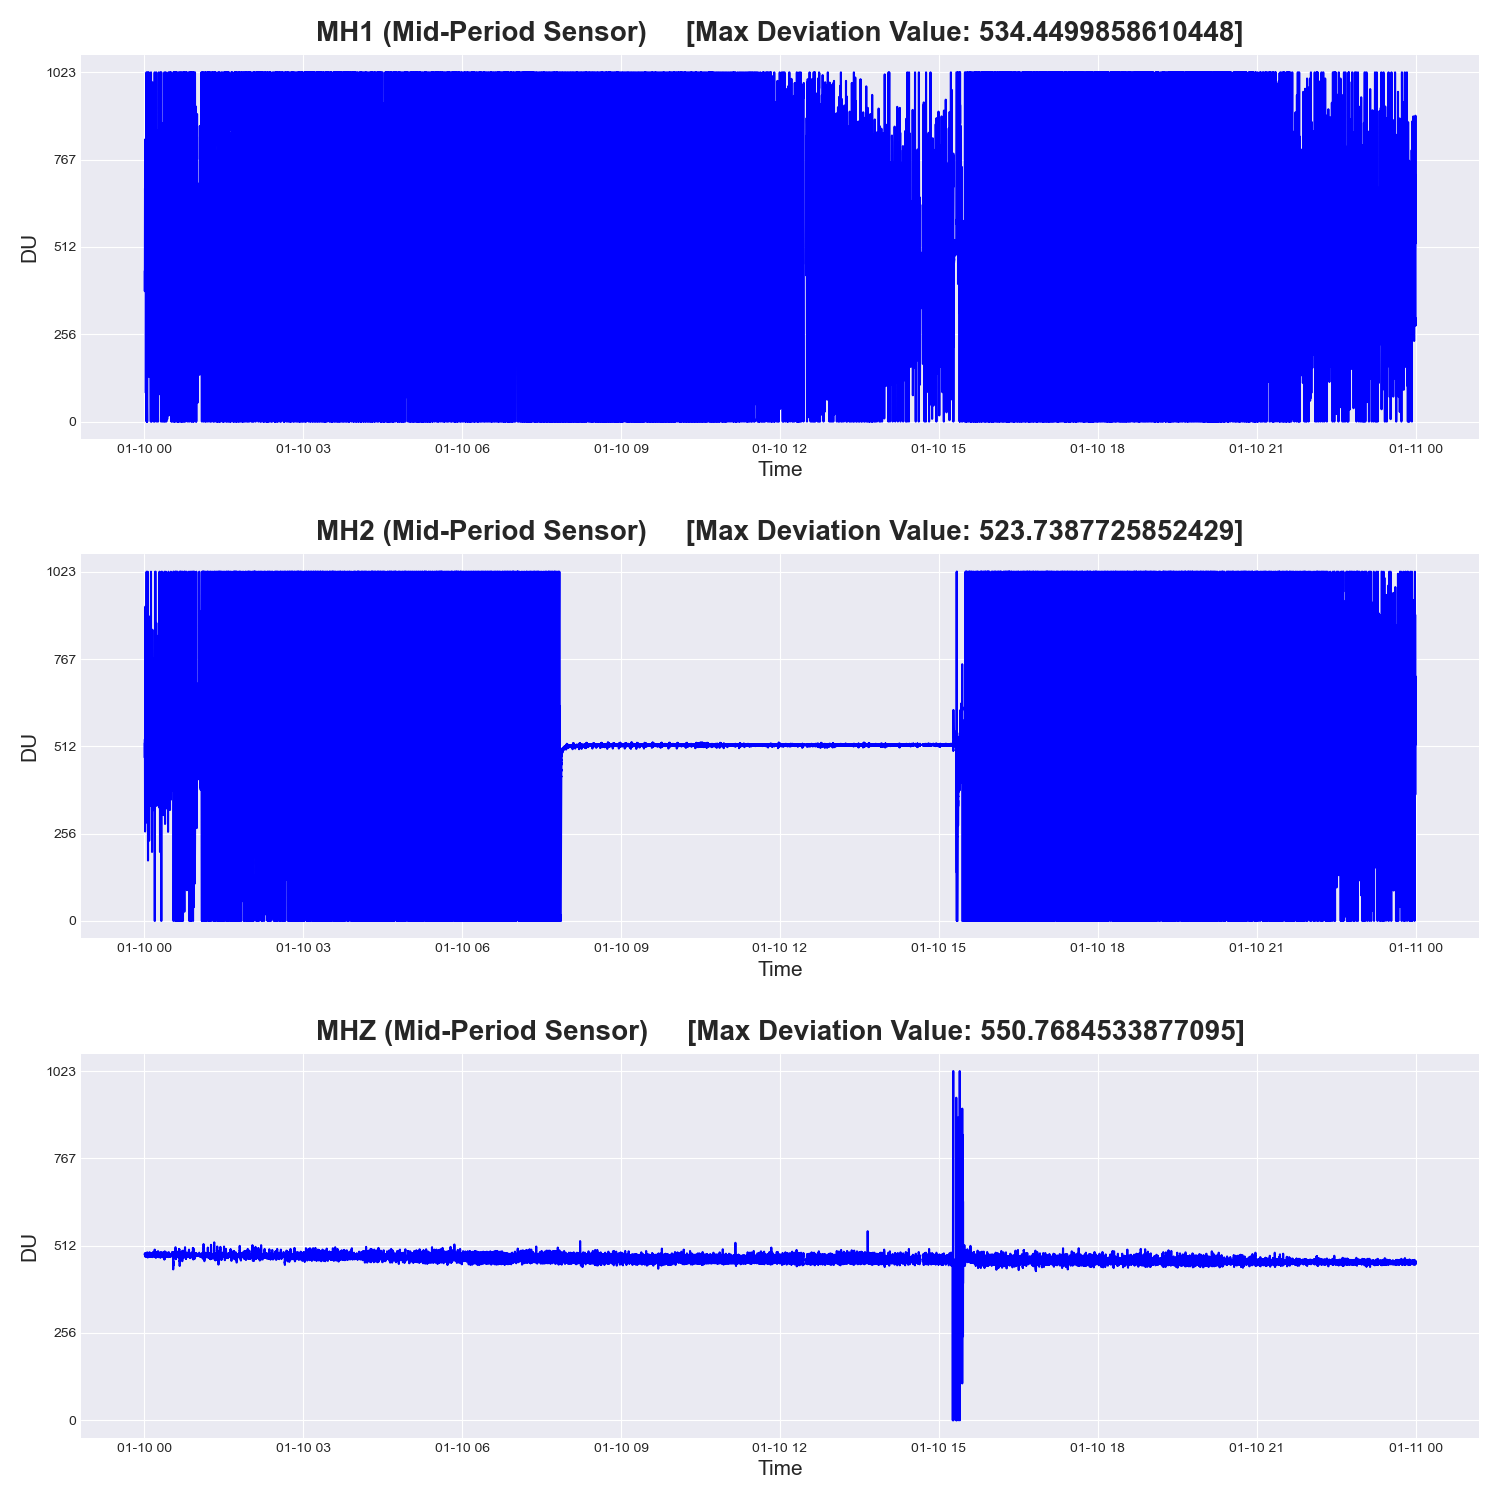 MH1 (Mid-Period Sensor) [Max Deviation Value: 534.4499858610448]
1023
767
512
256
0
DU
01-10 00 01-10 03 01-10 06 01-10 09 01-10 12 01-10 15 01-10 18 01-10 21 01-11 00
Time
MH2 (Mid-Period Sensor) [Max Deviation Value: 523.7387725852429]
1023
767
512
256
0
DU
01-10 00 01-10 03 01-10 06 01-10 09 01-10 12 01-10 15 01-10 18 01-10 21 01-11 00
Time
MHZ (Mid-Period Sensor) [Max Deviation Value: 550.7684533877095]
1023
767
512
256
0
DU
01-10 00 01-10 03 01-10 06 01-10 09 01-10 12 01-10 15 01-10 18 01-10 21 01-11 00
Time